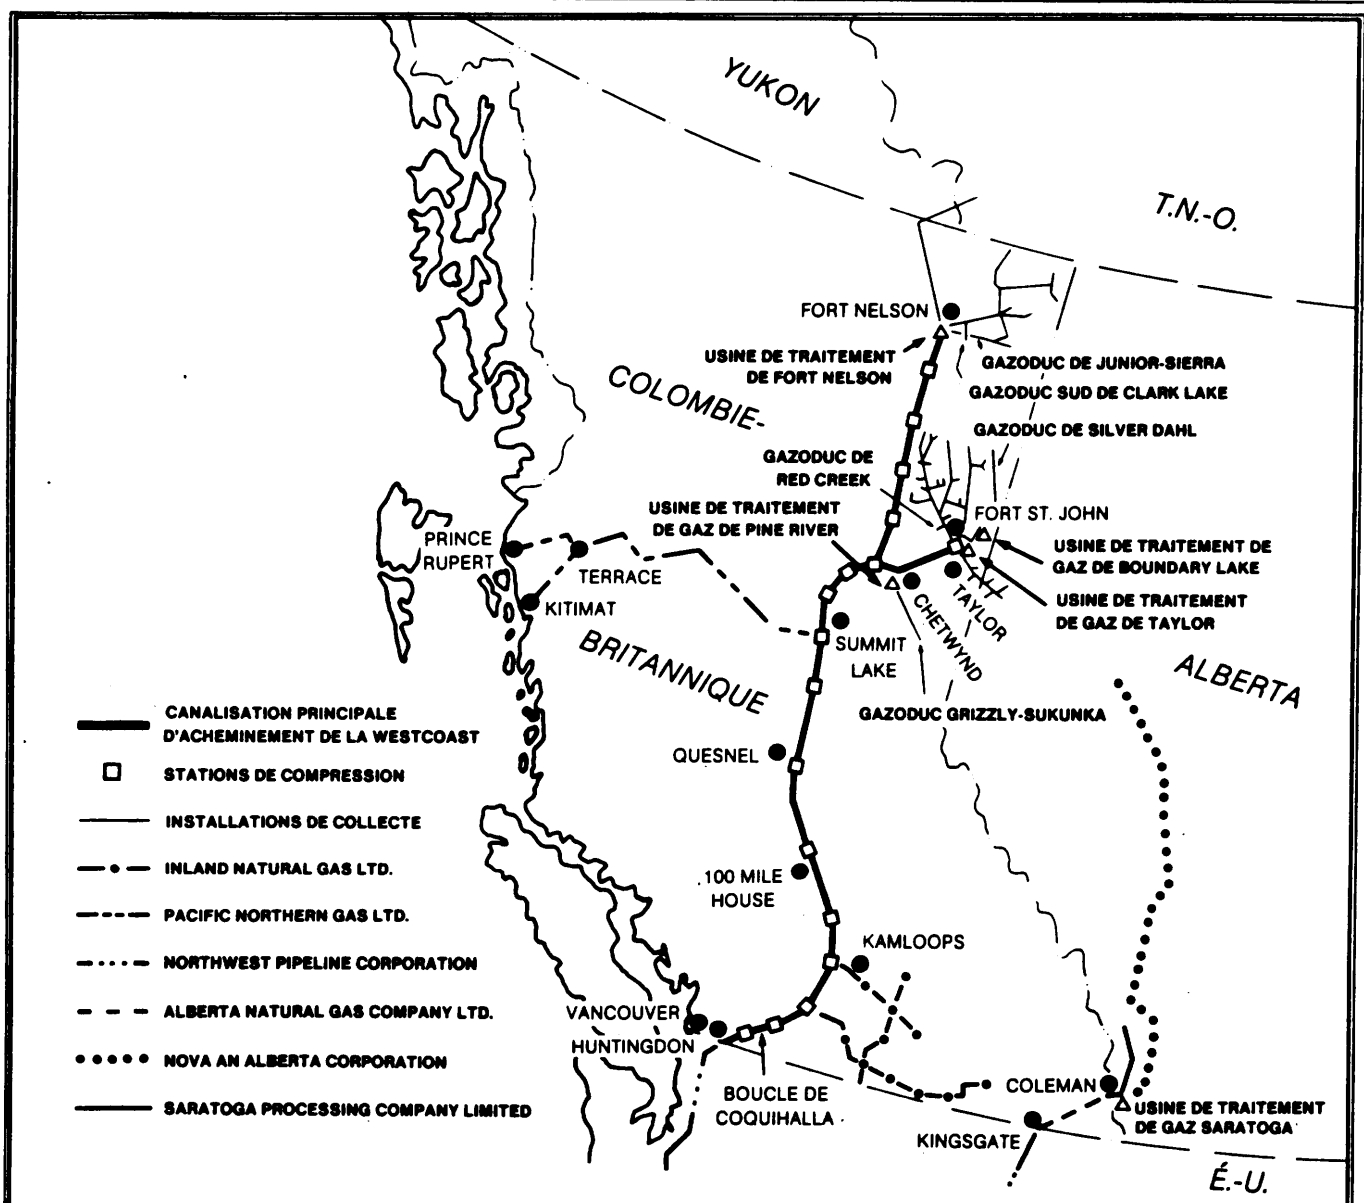 YUKON
T.N.-O.
FORT NELSON
USINE DE TRAITEMENT
DE FORT NELSON
GAZODUC DE JUNIOR-SIERRA
GAZODUC SUD DE CLARK LAKE
COLOMBIE-
GAZODUC DE SILVER DAHL
GAZODUC DE
RED CREEK
USINE DE TRAITEMENT
DE GAZ DE PINE RIVER
FORT ST. JOHN
PRINCE
RUPERT
TERRACE
USINE DE TRAITEMENT DE
GAZ DE BOUNDARY LAKE
KITIMAT
CHETWYND
TAYLOR
USINE DE TRAITEMENT
DE GAZ DE TAYLOR
SUMMIT
LAKE
BRITANNIQUE
ALBERTA
GAZODUC GRIZZLY-SUKUNKA
CANALISATION PRINCIPALE
D'ACHEMINEMENT DE LA WESTCOAST
QUESNEL
STATIONS DE COMPRESSION
INSTALLATIONS DE COLLECTE
INLAND NATURAL GAS LTD.
100 MILE
HOUSE
PACIFIC NORTHERN GAS LTD.
KAMLOOPS
NORTHWEST PIPELINE CORPORATION
ALBERTA NATURAL GAS COMPANY LTD.
VANCOUVER
HUNTINGDON
NOVA AN ALBERTA CORPORATION
BOUCLE DE
COQUIHALLA
COLEMAN
SARATOGA PROCESSING COMPANY LIMITED
USINE DE TRAITEMENT
DE GAZ SARATOGA
KINGSGATE
É.-U.